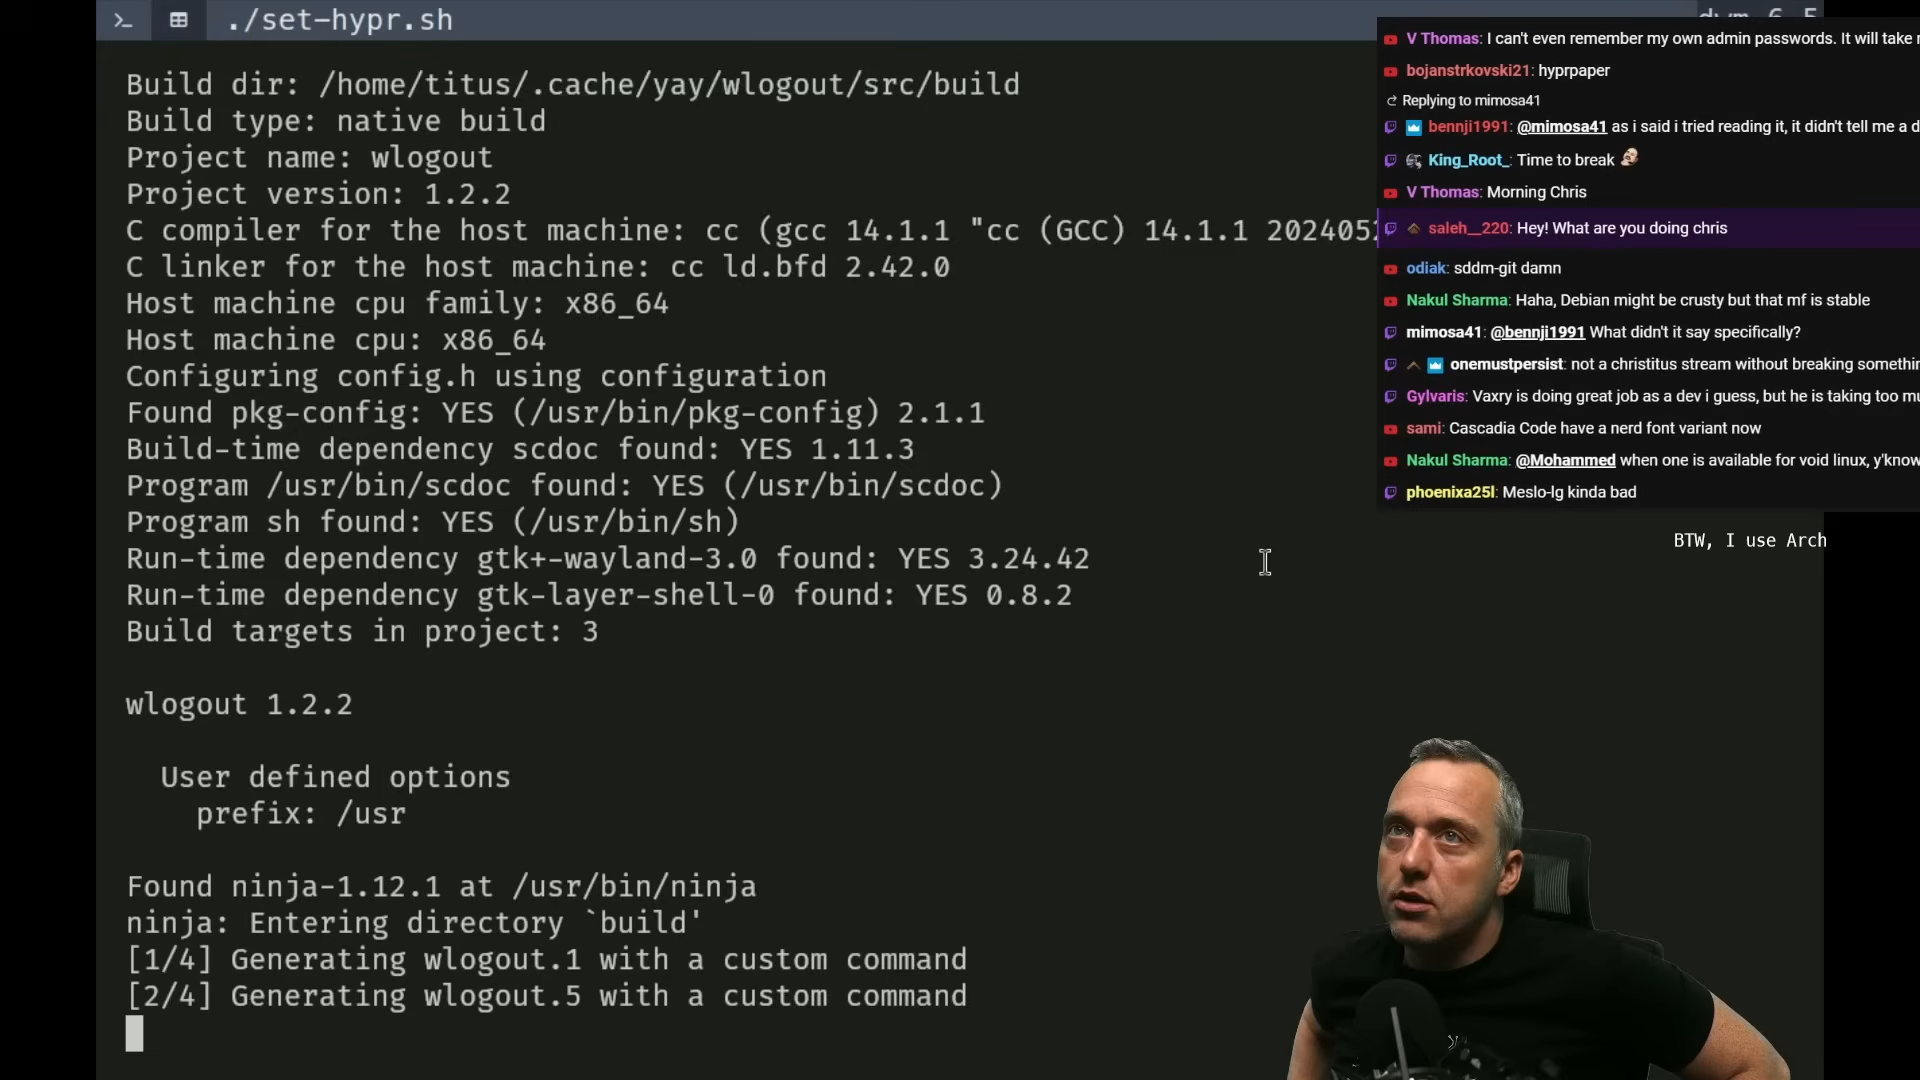 ./set-hypr.sh
Build dir: /home/titus/.cache/yay/wlogout/src/build
Build type: native build
Project name: wlogout
Project version: 1.2.2
C compiler for the host machine: cc (gcc 14.1.1 "cc (GCC) 14.1.1 202405
C linker for the host machine: cc ld.bfd 2.42.0
Host machine cpu family: x86_64
Host machine cpu: x86_64
Configuring config.h using configuration
Found pkg-config: YES (/usr/bin/pkg-config) 2.1.1
Build-time dependency scdoc found: YES 1.11.3
Program /usr/bin/scdoc found: YES (/usr/bin/scdoc)
Program sh found: YES (/usr/bin/sh)
Run-time dependency gtk+-wayland-3.0 found: YES 3.24.42
Run-time dependency gtk-layer-shell-0 found: YES 0.8.2
Build targets in project: 3
wlogout 1.2.2
User defined options
prefix: /usr
Found ninja-1.12.1 at /usr/bin/ninja
ninja: Entering directory `build'
[1/4] Generating wlogout.1 with a custom command
[2/4] Generating wlogout.5 with a custom command
V Thomas: I can't even remember my own admin passwords. It will take
bojanstrkovski21: hyprpaper
Replying to mimosa41
bennji1991: @mimosa41 as i said i tried reading it, it didn't tell me a
King_Root_: Time to break
V Thomas: Morning Chris
saleh__220: Hey! What are you doing chris
odiak: sddm-git damn
Nakul Sharma: Haha, Debian might be crusty but that mf is stable
mimosa41: @bennji1991 What didn't it say specifically?
onemustpersist: not a christitus stream without breaking somethin
Gylvaris: Vaxry is doing great job as a dev i guess, but he is taking too mu
sami: Cascadia Code have a nerd font variant now
Nakul Sharma: @Mohammed when one is available for void linux, y'know
phoenixa25l: Meslo-lg kinda bad
BTW, I use Arch